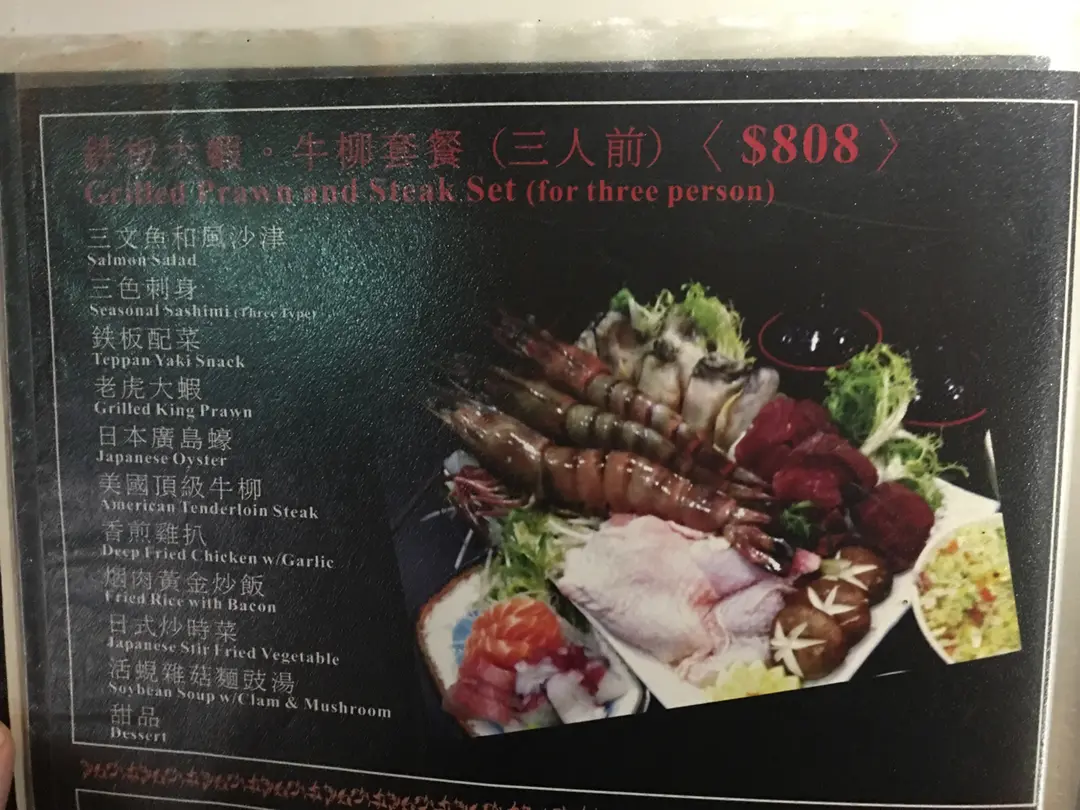 鉄板大蝦。牛柳套餐（三人前）〈 $808 〉
Grilled Prawn and Steak Set (for three person)
三文魚和風沙津
Salmon Salad
三色刺身
Seasonal Sashimi (Three Type)
鉄板配菜
Teppan Yaki Snack
老虎大蝦
Grilled King Prawn
日本廣島蠔
Japanese Oyster
美國頂級牛柳
American Tenderloin Steak
香煎雞扒
Deep Fried Chicken w/Garlic
烟肉黃金炒飯
Fried Rice with Bacon
日式炒時菜
Japanese Stir Fried Vegetable
活蜆雜菇麵豉湯
Soybean Soup w/Clam & Mushroom
甜品
Dessert